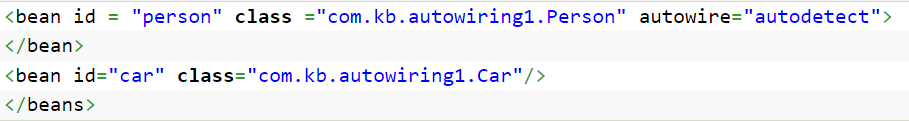 <bean id = "person" class ="com.kb.autowiring1.Person" autowire="autodetect">
</bean>
<bean id="car" class="com.kb.autowiring1.Car"/>
</beans>